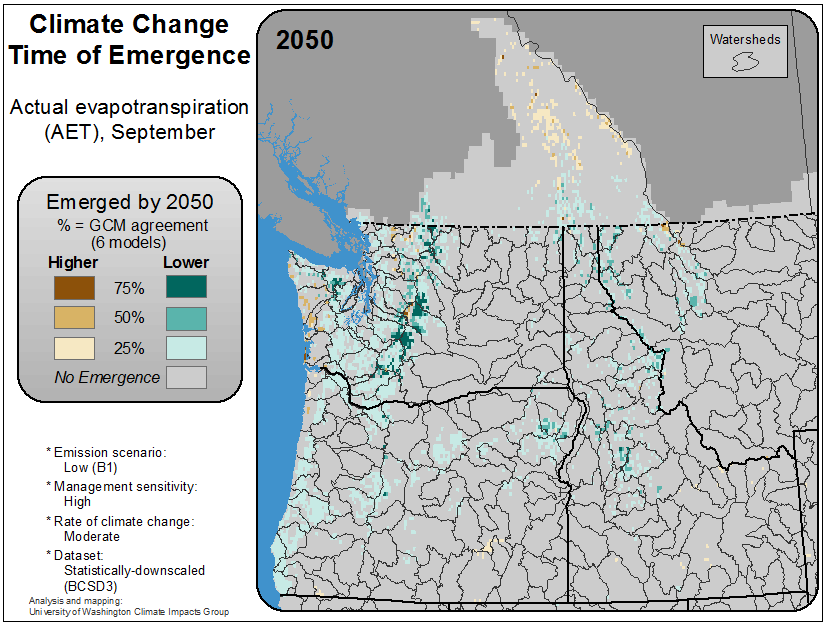 Climate Change
Time of Emergence
Actual evapotranspiration
(AET), September
Emerged by 2050
% = GCM agreement
(6 models)
Higher Lower
75%
50%
25%
No Emergence
* Emission scenario:
Low (B1)
* Management sensitivity:
High
* Rate of climate change:
Moderate
* Dataset:
Statistically-downscaled
(BCSD3)
Analysis and mapping:
University of Washington Climate Impacts Group
2050
Watersheds